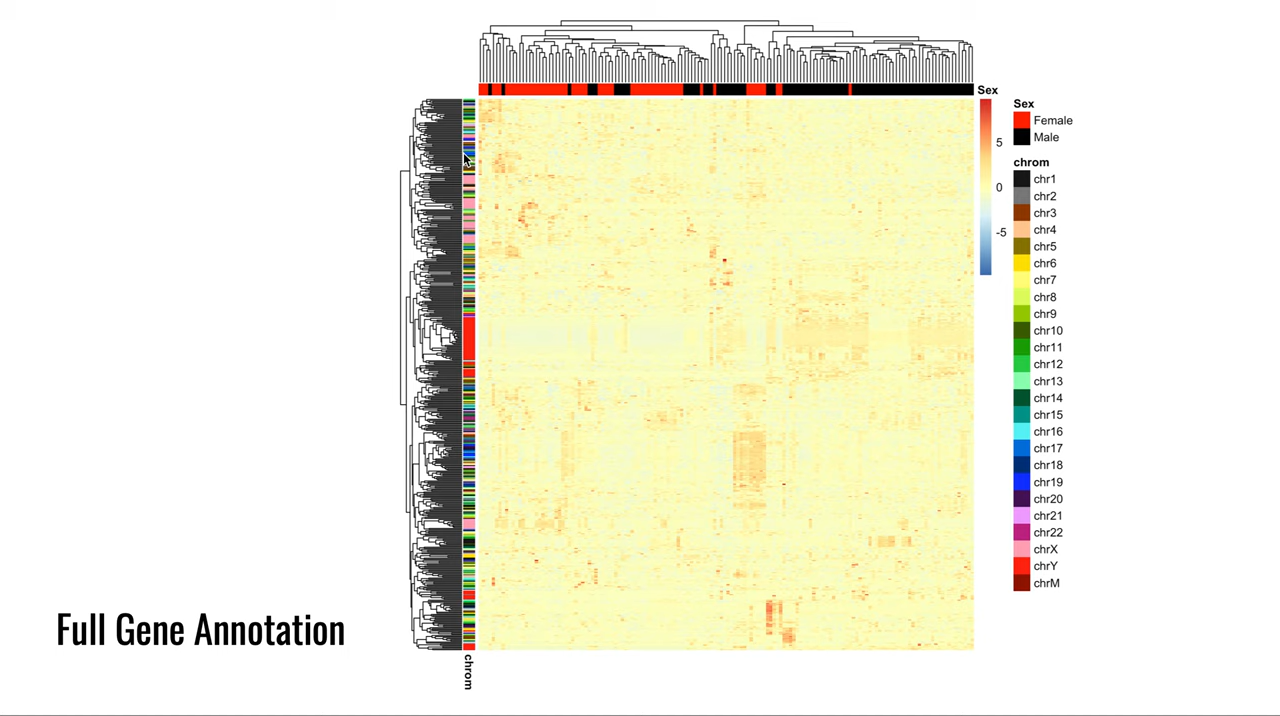 Sex
5
0
-5
Sex
Female
Male
chrom
chr1
chr2
chr3
chr4
chr5
chr6
chr7
chr8
chr9
chr10
chr11
chr12
chr13
chr14
chr15
chr16
chr17
chr18
chr19
chr20
chr21
chr22
chrX
chrY
chrM
Full Gene Annotation
chrom